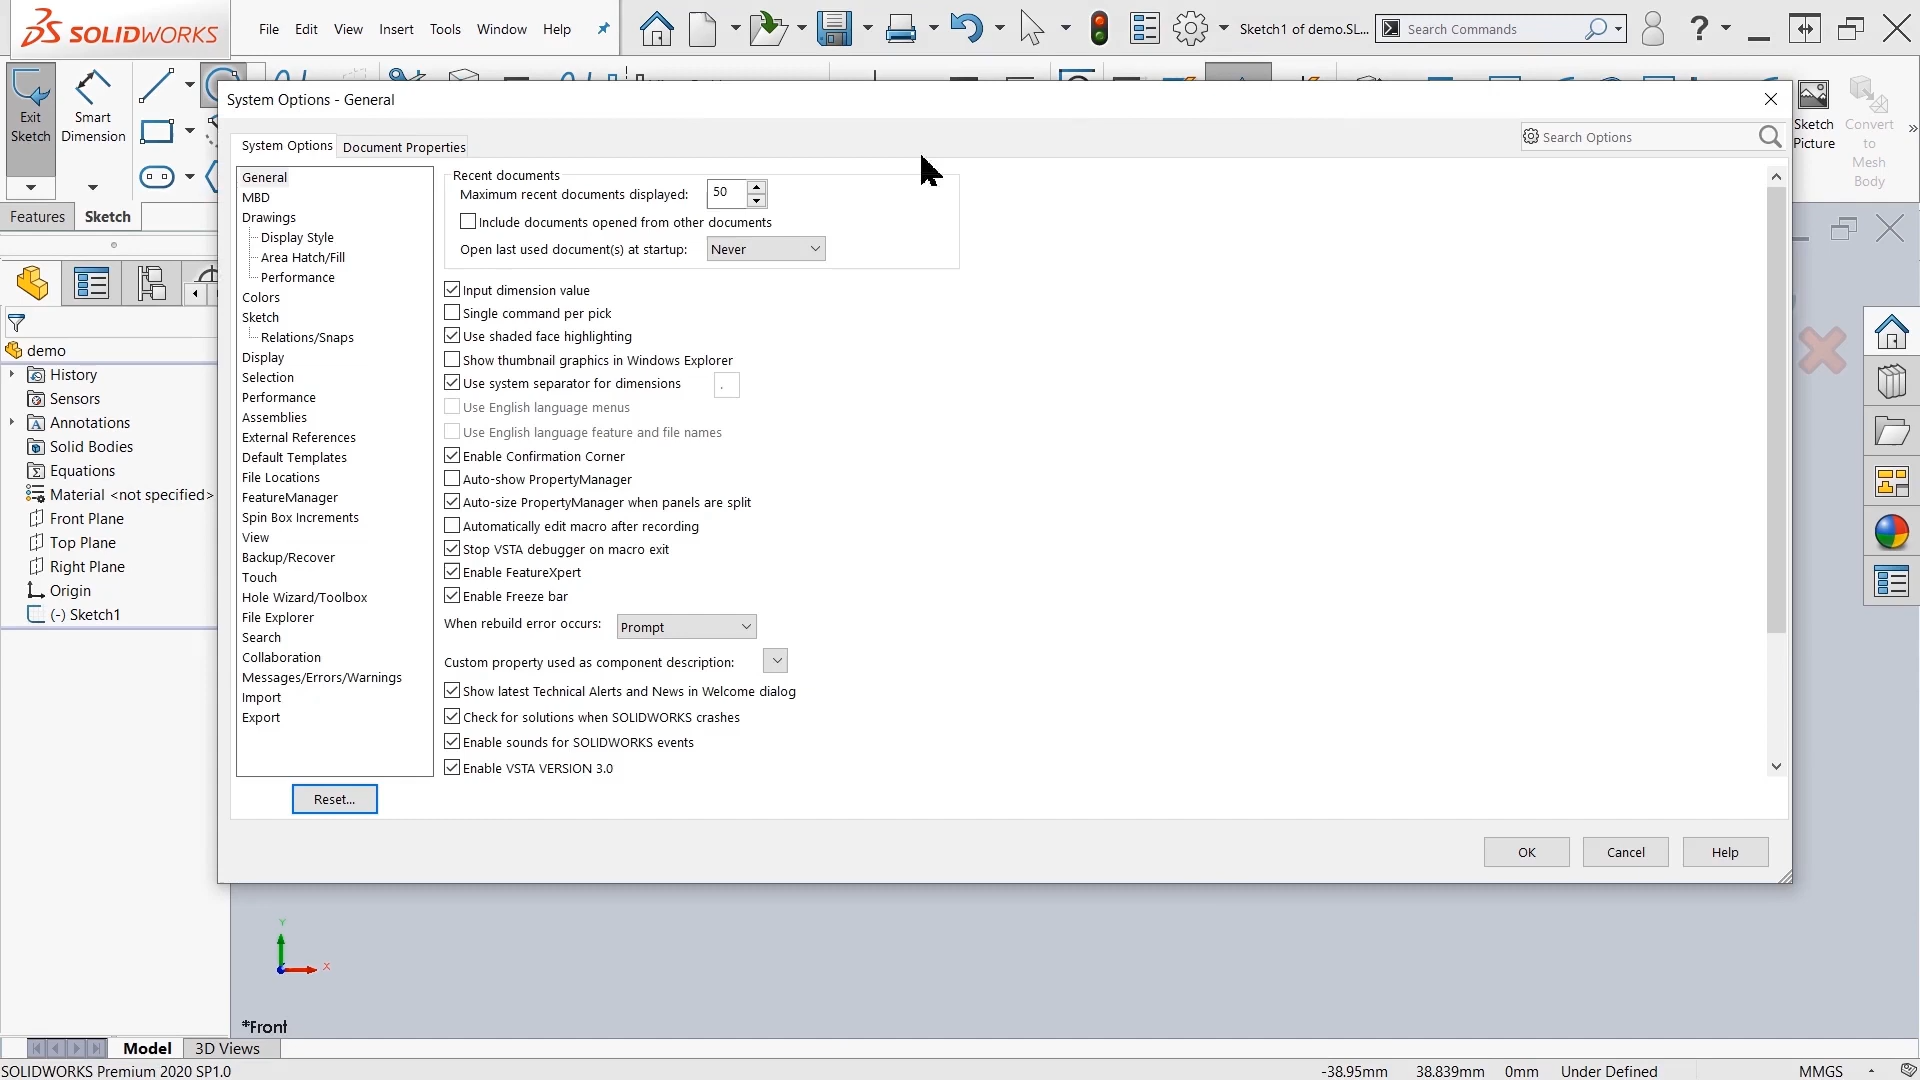 SOLIDWORKS
File Edit View Insert Tools Window Help
Sketch1 of demo.SL...
Search Commands
?
Exit Sketch
Smart Dimension
Sketch Picture
Convert to Mesh Body
»
Features Sketch
demo
History
Sensors
Annotations
Solid Bodies
Equations
Material <not specified>
Front Plane
Top Plane
Right Plane
Origin
(-) Sketch1
System Options - General
System Options Document Properties
Search Options
General
MBD
Drawings
Display Style
Area Hatch/Fill
Performance
Colors
Sketch
Relations/Snaps
Display
Selection
Performance
Assemblies
External References
Default Templates
File Locations
FeatureManager
Spin Box Increments
View
Backup/Recover
Touch
Hole Wizard/Toolbox
File Explorer
Search
Collaboration
Messages/Errors/Warnings
Import
Export
Reset...
Recent documents
Maximum recent documents displayed: 50
Include documents opened from other documents
Open last used document(s) at startup: Never
Input dimension value
Single command per pick
Use shaded face highlighting
Show thumbnail graphics in Windows Explorer
Use system separator for dimensions .
Use English language menus
Use English language feature and file names
Enable Confirmation Corner
Auto-show PropertyManager
Auto-size PropertyManager when panels are split
Automatically edit macro after recording
Stop VSTA debugger on macro exit
Enable FeatureXpert
Enable Freeze bar
When rebuild error occurs: Prompt
Custom property used as component description:
Show latest Technical Alerts and News in Welcome dialog
Check for solutions when SOLIDWORKS crashes
Enable sounds for SOLIDWORKS events
Enable VSTA VERSION 3.0
OK Cancel Help
Y
X
*Front
Model 3D Views
SOLIDWORKS Premium 2020 SP1.0
-38.95mm 38.839mm 0mm Under Defined MMGS